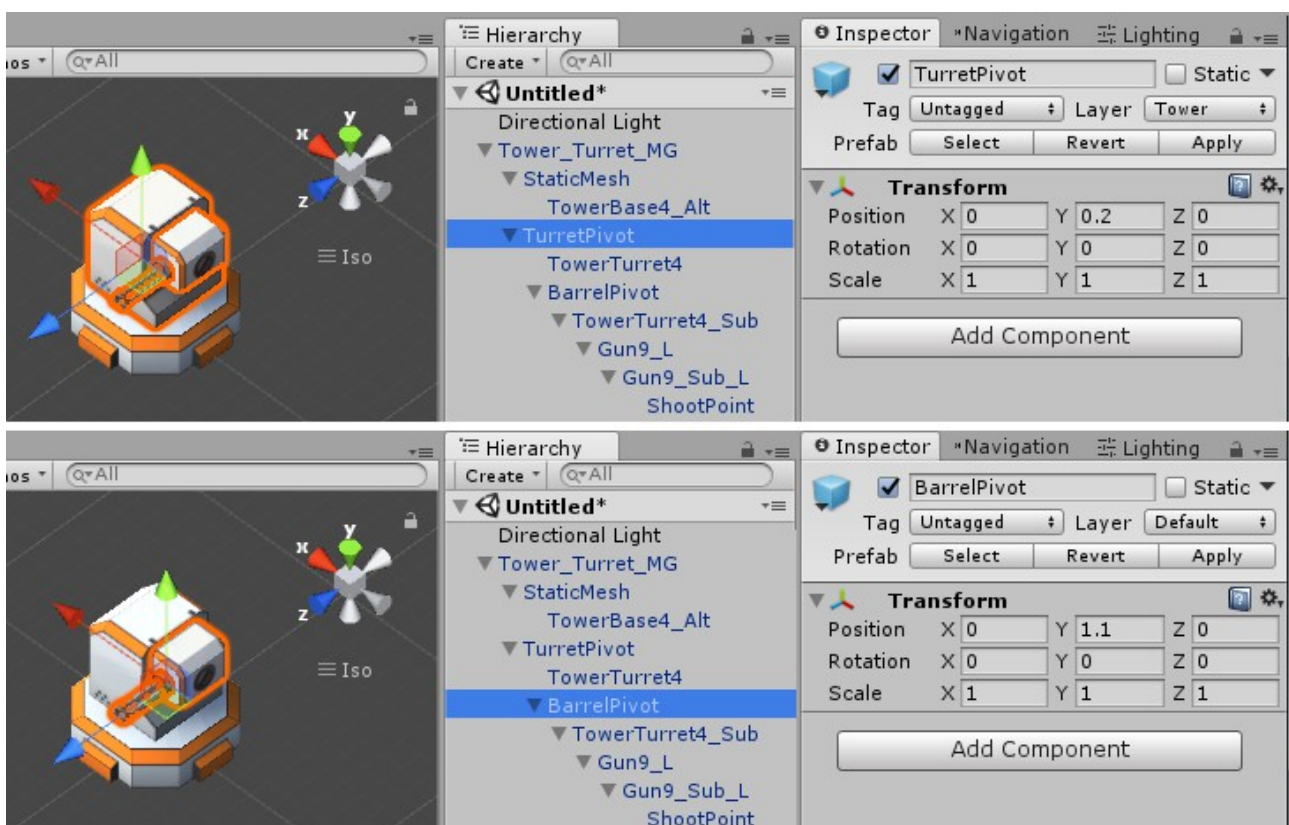 Hierarchy
Inspector Navigation Lighting
os All
Create All
Untitled*
TurretPivot Static
Directional Light
Tag Untagged Layer Tower
Tower_Turret_MG
Prefab Select Revert Apply
StaticMesh
Transform
TowerBase4_Alt
Position X 0 Y 0.2 Z 0
TurretPivot
Rotation X 0 Y 0 Z 0
TowerTurret4
Scale X 1 Y 1 Z 1
BarrelPivot
TowerTurret4_Sub
Add Component
Gun9_L
Gun9_Sub_L
ShootPoint
x y z
Iso
Hierarchy
Inspector Navigation Lighting
os All
Create All
Untitled*
BarrelPivot Static
Directional Light
Tag Untagged Layer Default
Tower_Turret_MG
Prefab Select Revert Apply
StaticMesh
Transform
TowerBase4_Alt
Position X 0 Y 1.1 Z 0
TurretPivot
Rotation X 0 Y 0 Z 0
TowerTurret4
Scale X 1 Y 1 Z 1
BarrelPivot
TowerTurret4_Sub
Add Component
Gun9_L
Gun9_Sub_L
ShootPoint
x y z
Iso